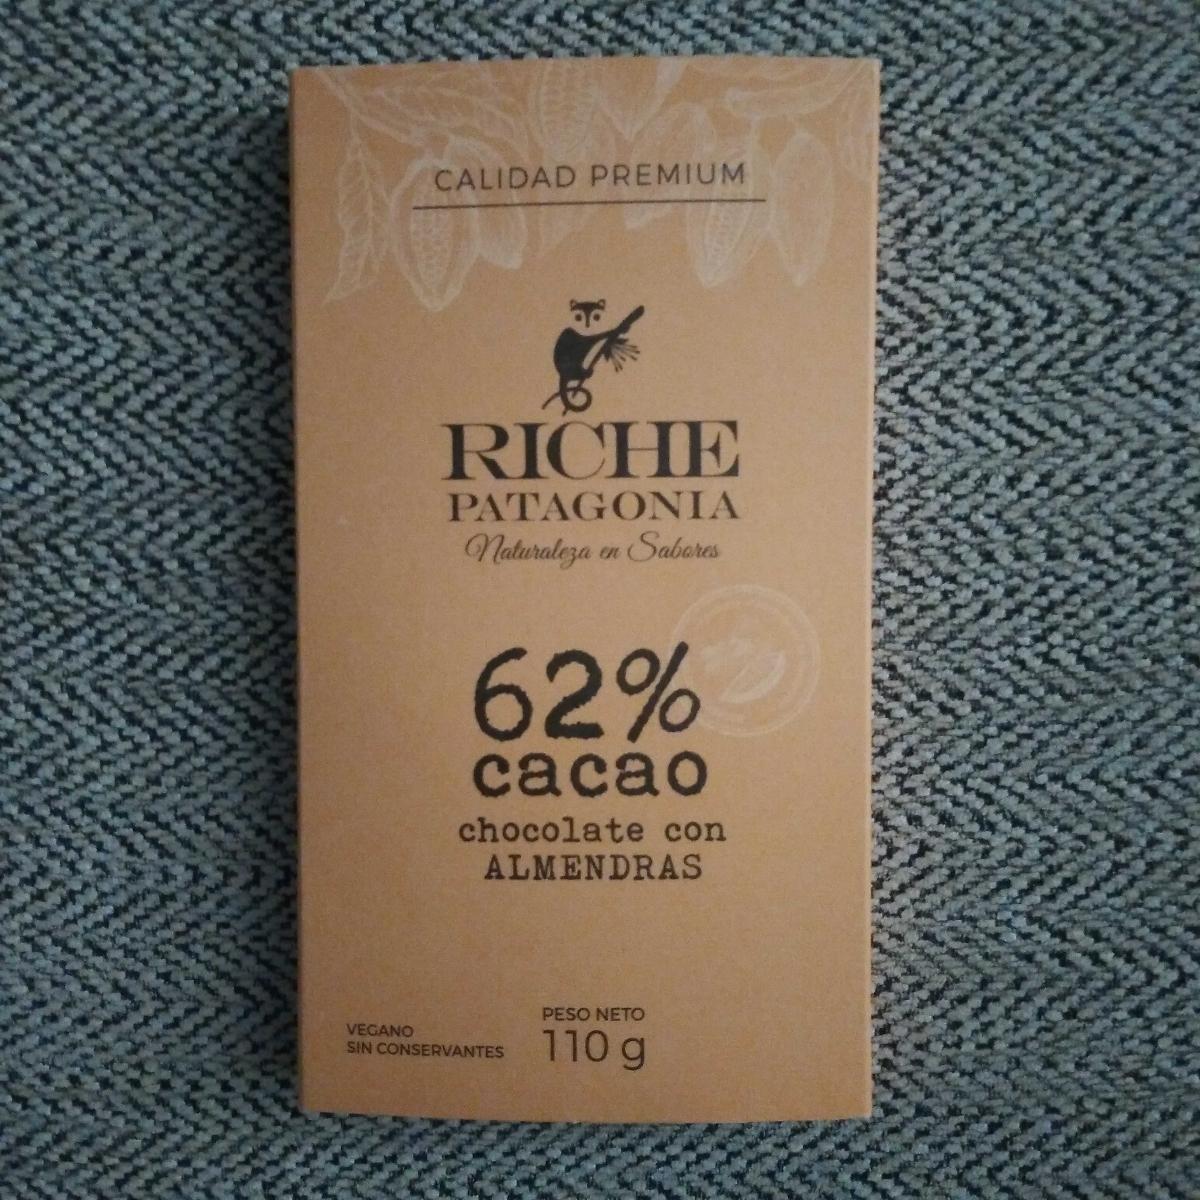 CALIDAD PREMIUM
RICHE
PATAGONIA
Naturaleza en Sabores
62%
cacao
chocolate con
ALMENDRAS
VEGANO
SIN CONSERVANTES
PESO NETO
110 g